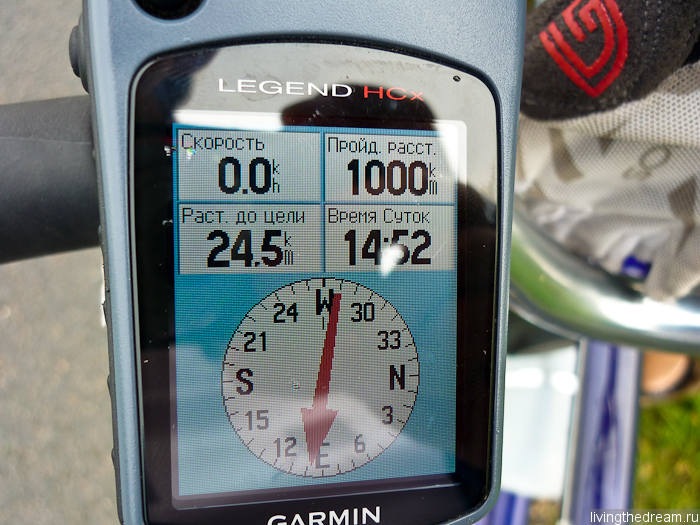 LEGEND HCx
Скорость
0.0 k/h
Пройд. расст.
1000 k/m
Раст. до цели
24.5 k/m
Время Суток
14:52
W
24 30
21 33
S N
15 3
12 6
E
GARMIN
livingthedream.ru